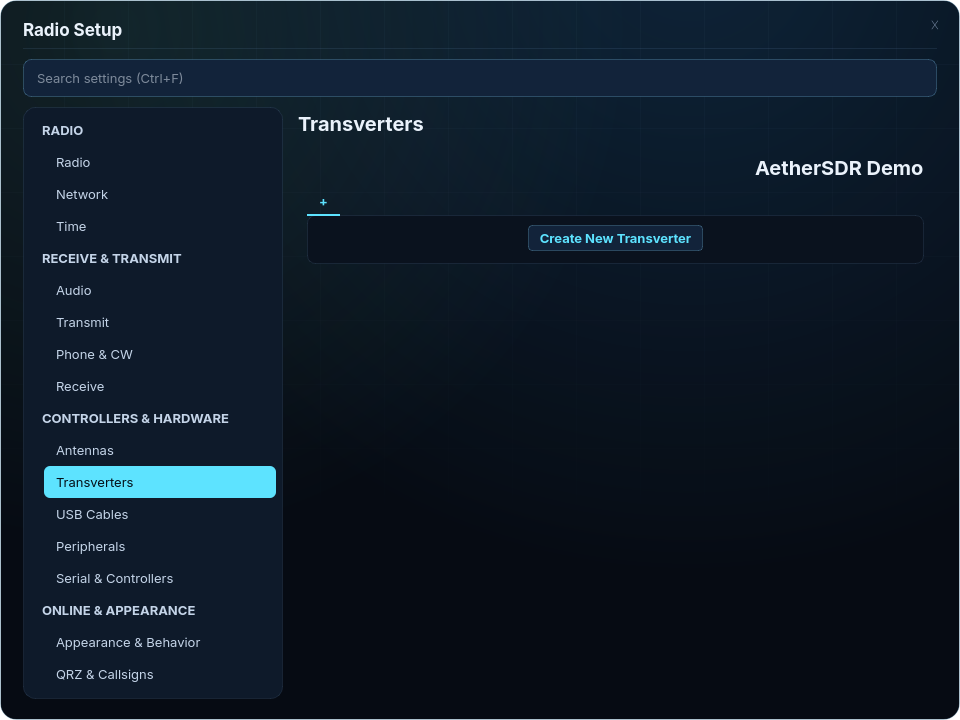 Radio Setup
X
Search settings (Ctrl+F)
RADIO
Radio
Network
Time
RECEIVE & TRANSMIT
Audio
Transmit
Phone & CW
Receive
CONTROLLERS & HARDWARE
Antennas
Transverters
USB Cables
Peripherals
Serial & Controllers
ONLINE & APPEARANCE
Appearance & Behavior
QRZ & Callsigns
Transverters
AetherSDR Demo
+
Create New Transverter